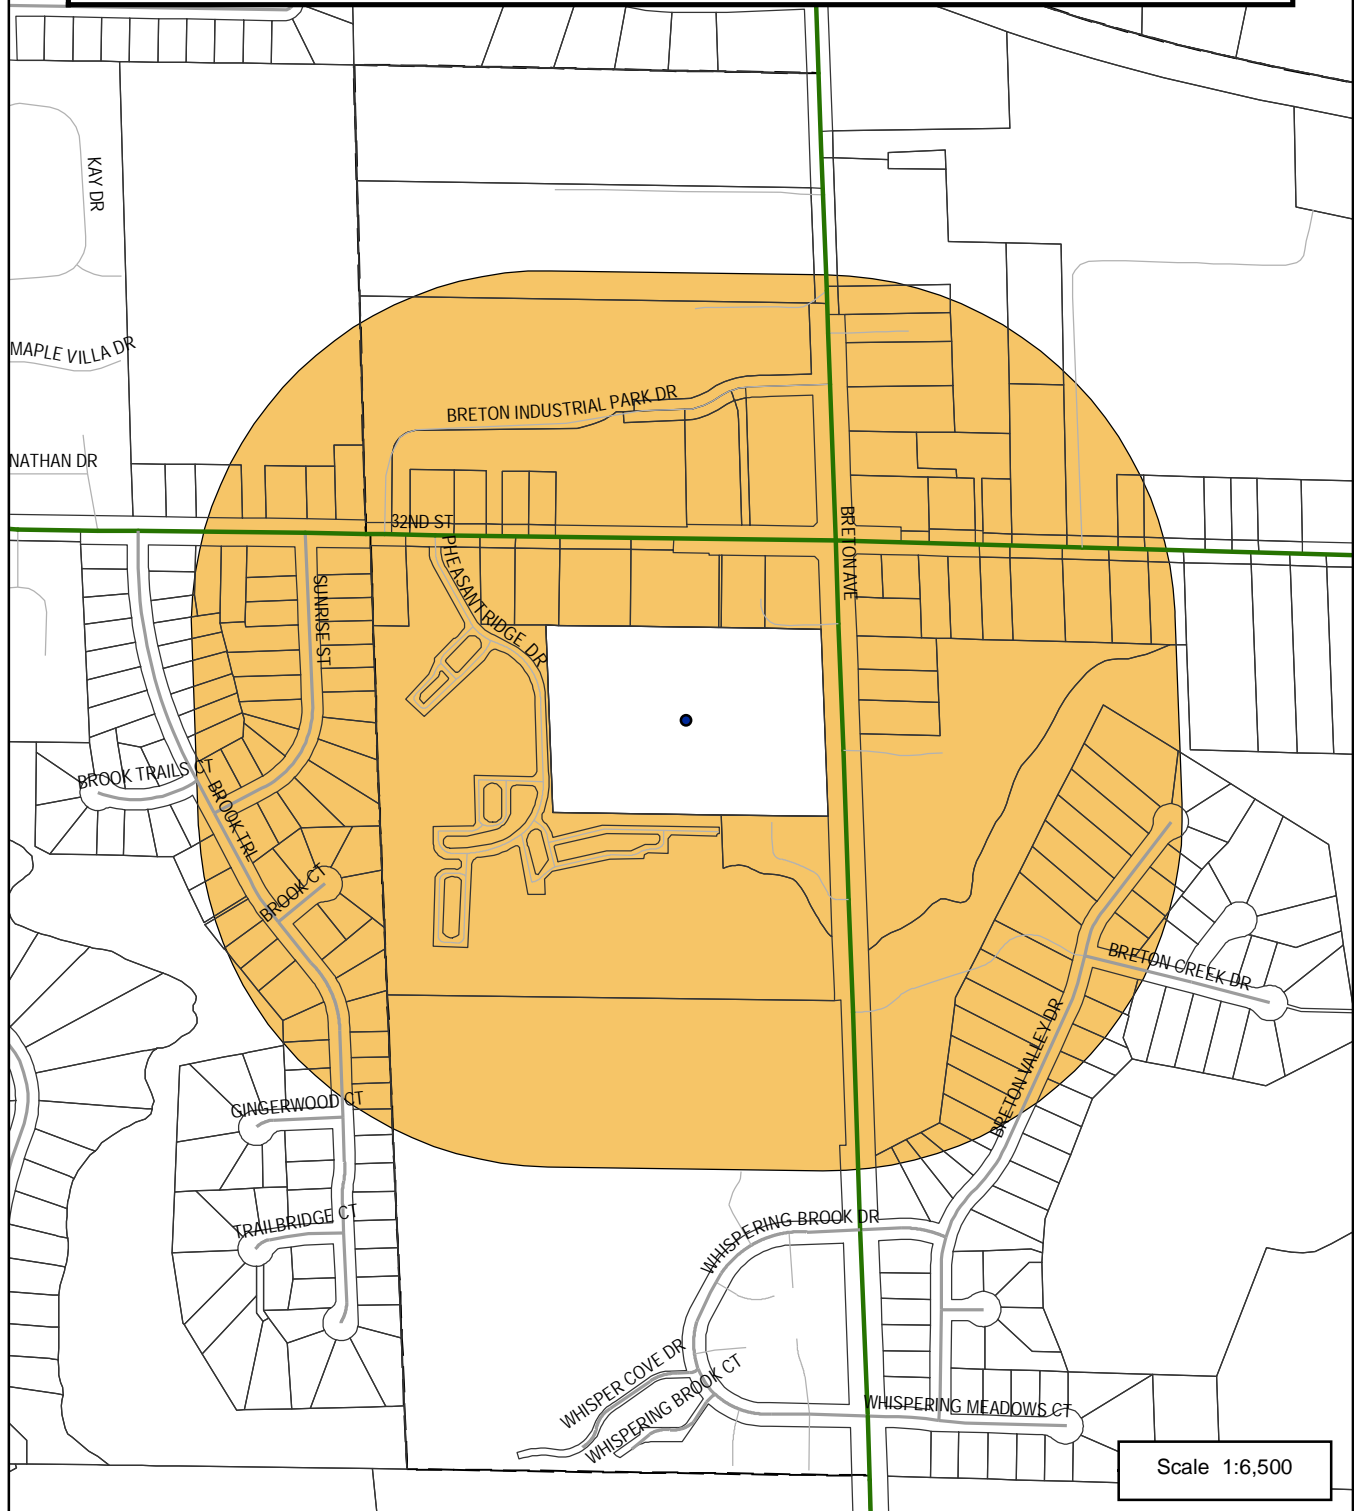 KAY DR
MAPLE VILLA DR
BRETON INDUSTRIAL PARK DR
NATHAN DR
32ND ST
BRETON AVE
PHEASANT RIDGE DR
SUNRISE ST
BROOK TRAILS CT
BROOK TRL
BROOK CT
BRETON CREEK DR
BRETON VALLEY DR
GINGERWOOD CT
TRAILBRIDGE CT
WHISPERING BROOK DR
WHISPER COVE DR
WHISPERING BROOK CT
WHISPERING MEADOWS CT
Scale 1:6,500